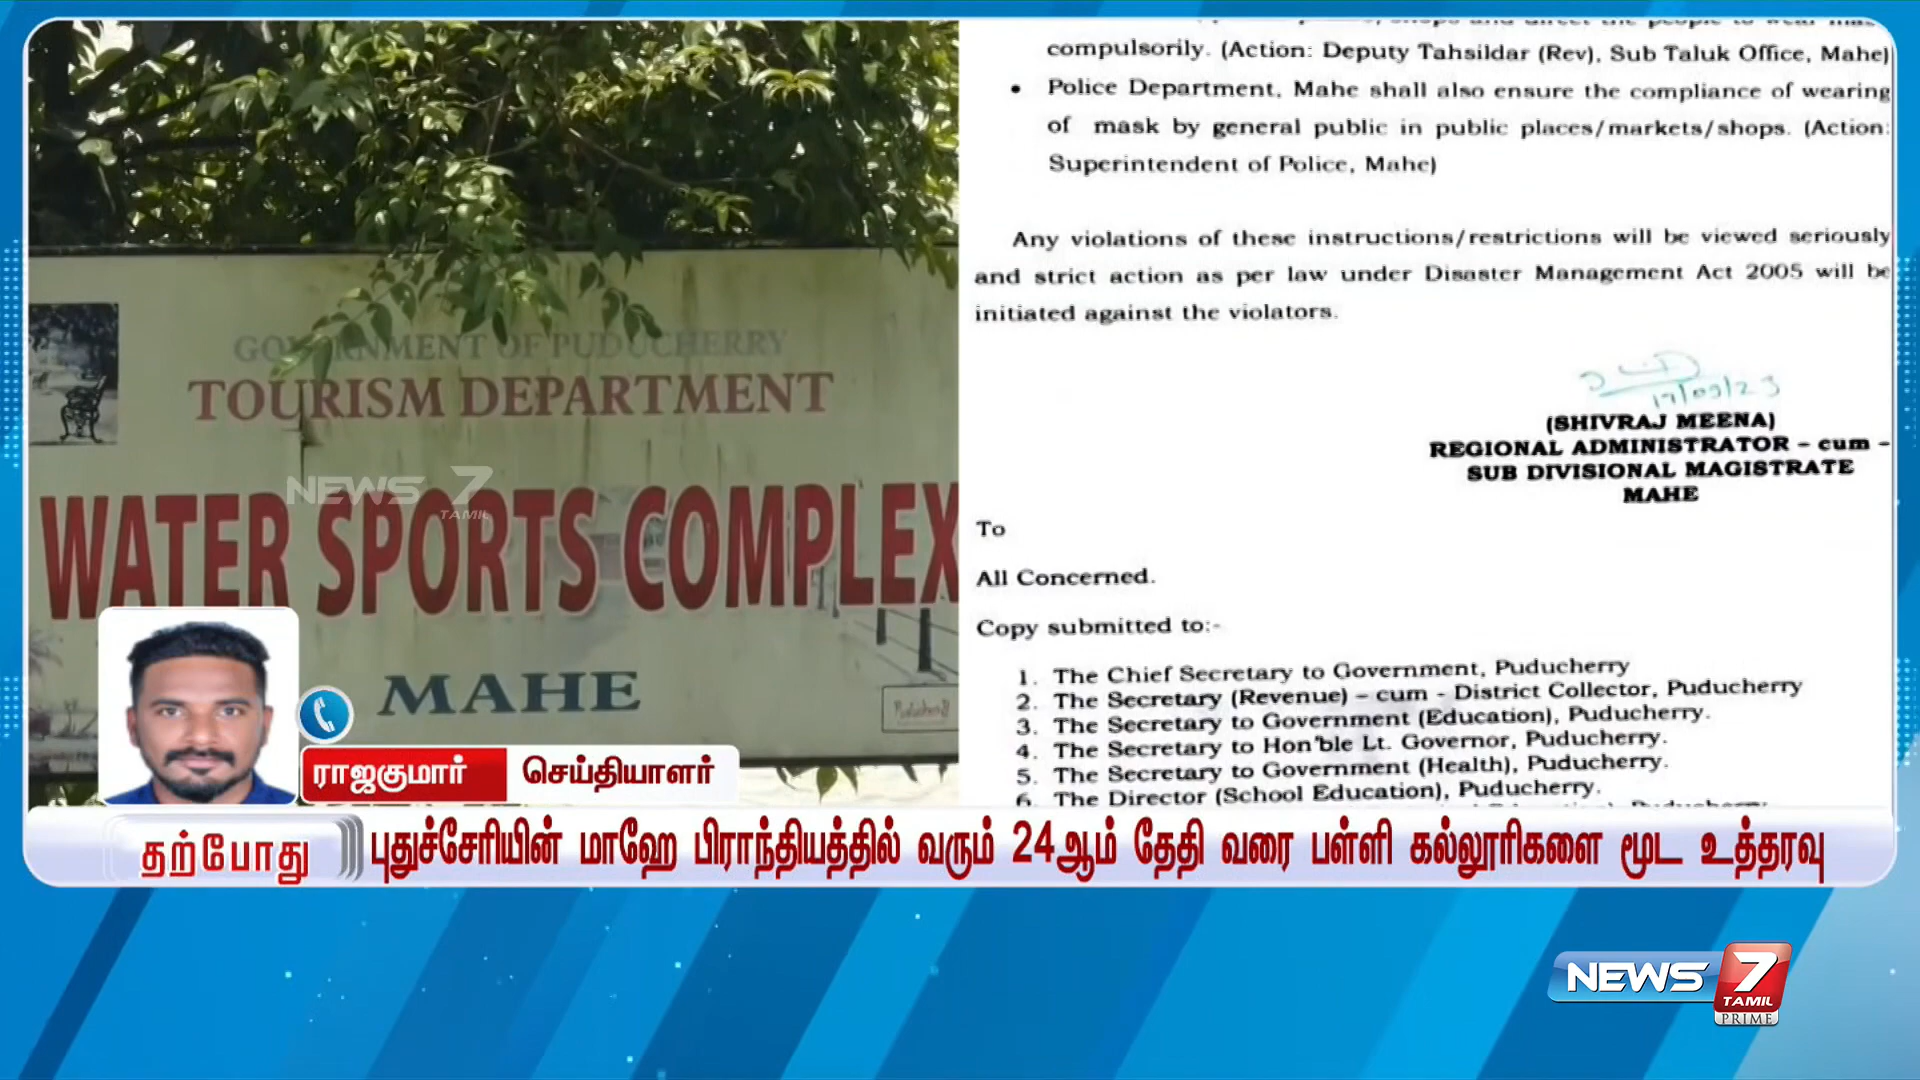 GOVERNMENT OF PUDUCHERRY
TOURISM DEPARTMENT
WATER SPORTS COMPLEX
MAHE
Puducherry
NEWS 7
TAMIL
compulsorily. (Action: Deputy Tahsildar (Rev), Sub Taluk Office, Mahe)
• Police Department, Mahe shall also ensure the compliance of wearing
of mask by general public in public places/markets/shops. (Action:
Superintendent of Police, Mahe)
Any violations of these instructions/restrictions will be viewed seriously
and strict action as per law under Disaster Management Act 2005 will be
initiated against the violators.
(SHIVRAJ MEENA)
REGIONAL ADMINISTRATOR – cum –
SUB DIVISIONAL MAGISTRATE
MAHE
To
All Concerned.
Copy submitted to:-
1. The Chief Secretary to Government, Puducherry
2. The Secretary (Revenue) – cum - District Collector, Puducherry
3. The Secretary to Government (Education), Puducherry.
4. The Secretary to Hon'ble Lt. Governor, Puducherry.
5. The Secretary to Government (Health), Puducherry.
6. The Director (School Education), Puducherry.
ராஜகுமார் செய்தியாளர்
தற்போது புதுச்சேரியின் மாஹே பிராந்தியத்தில் வரும் 24ஆம் தேதி வரை பள்ளி கல்லூரிகளை மூட உத்தரவு
NEWS 7
TAMIL
PRIME